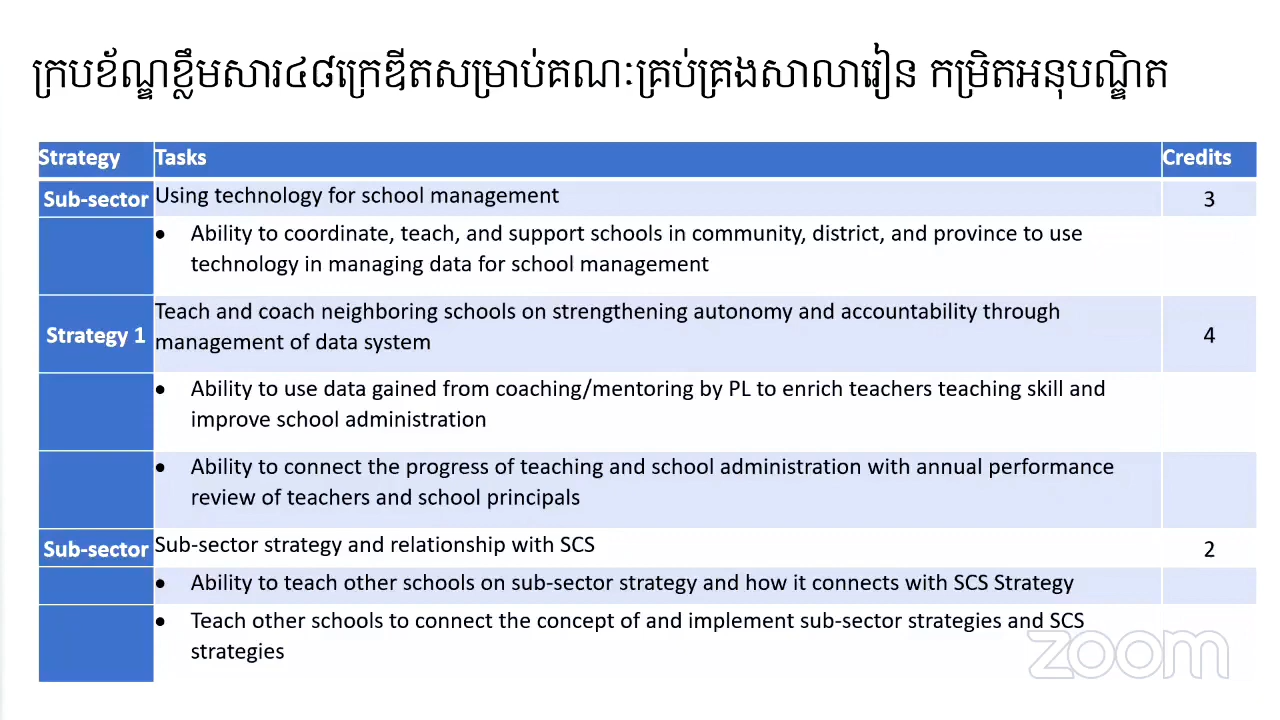 ក្របខ័ណ្ឌខ្លឹមសារ៤៨ក្រេឌីតសម្រាប់គណៈគ្រប់គ្រងសាលារៀន កម្រិតអនុបណ្ឌិត
Strategy Tasks Credits
Sub-sector Using technology for school management 3
• Ability to coordinate, teach, and support schools in community, district, and province to use
technology in managing data for school management
Teach and coach neighboring schools on strengthening autonomy and accountability through
Strategy 1 management of data system 4
• Ability to use data gained from coaching/mentoring by PL to enrich teachers teaching skill and
improve school administration
• Ability to connect the progress of teaching and school administration with annual performance
review of teachers and school principals
Sub-sector Sub-sector strategy and relationship with SCS 2
• Ability to teach other schools on sub-sector strategy and how it connects with SCS Strategy
• Teach other schools to connect the concept of and implement sub-sector strategies and SCS
strategies
zoom